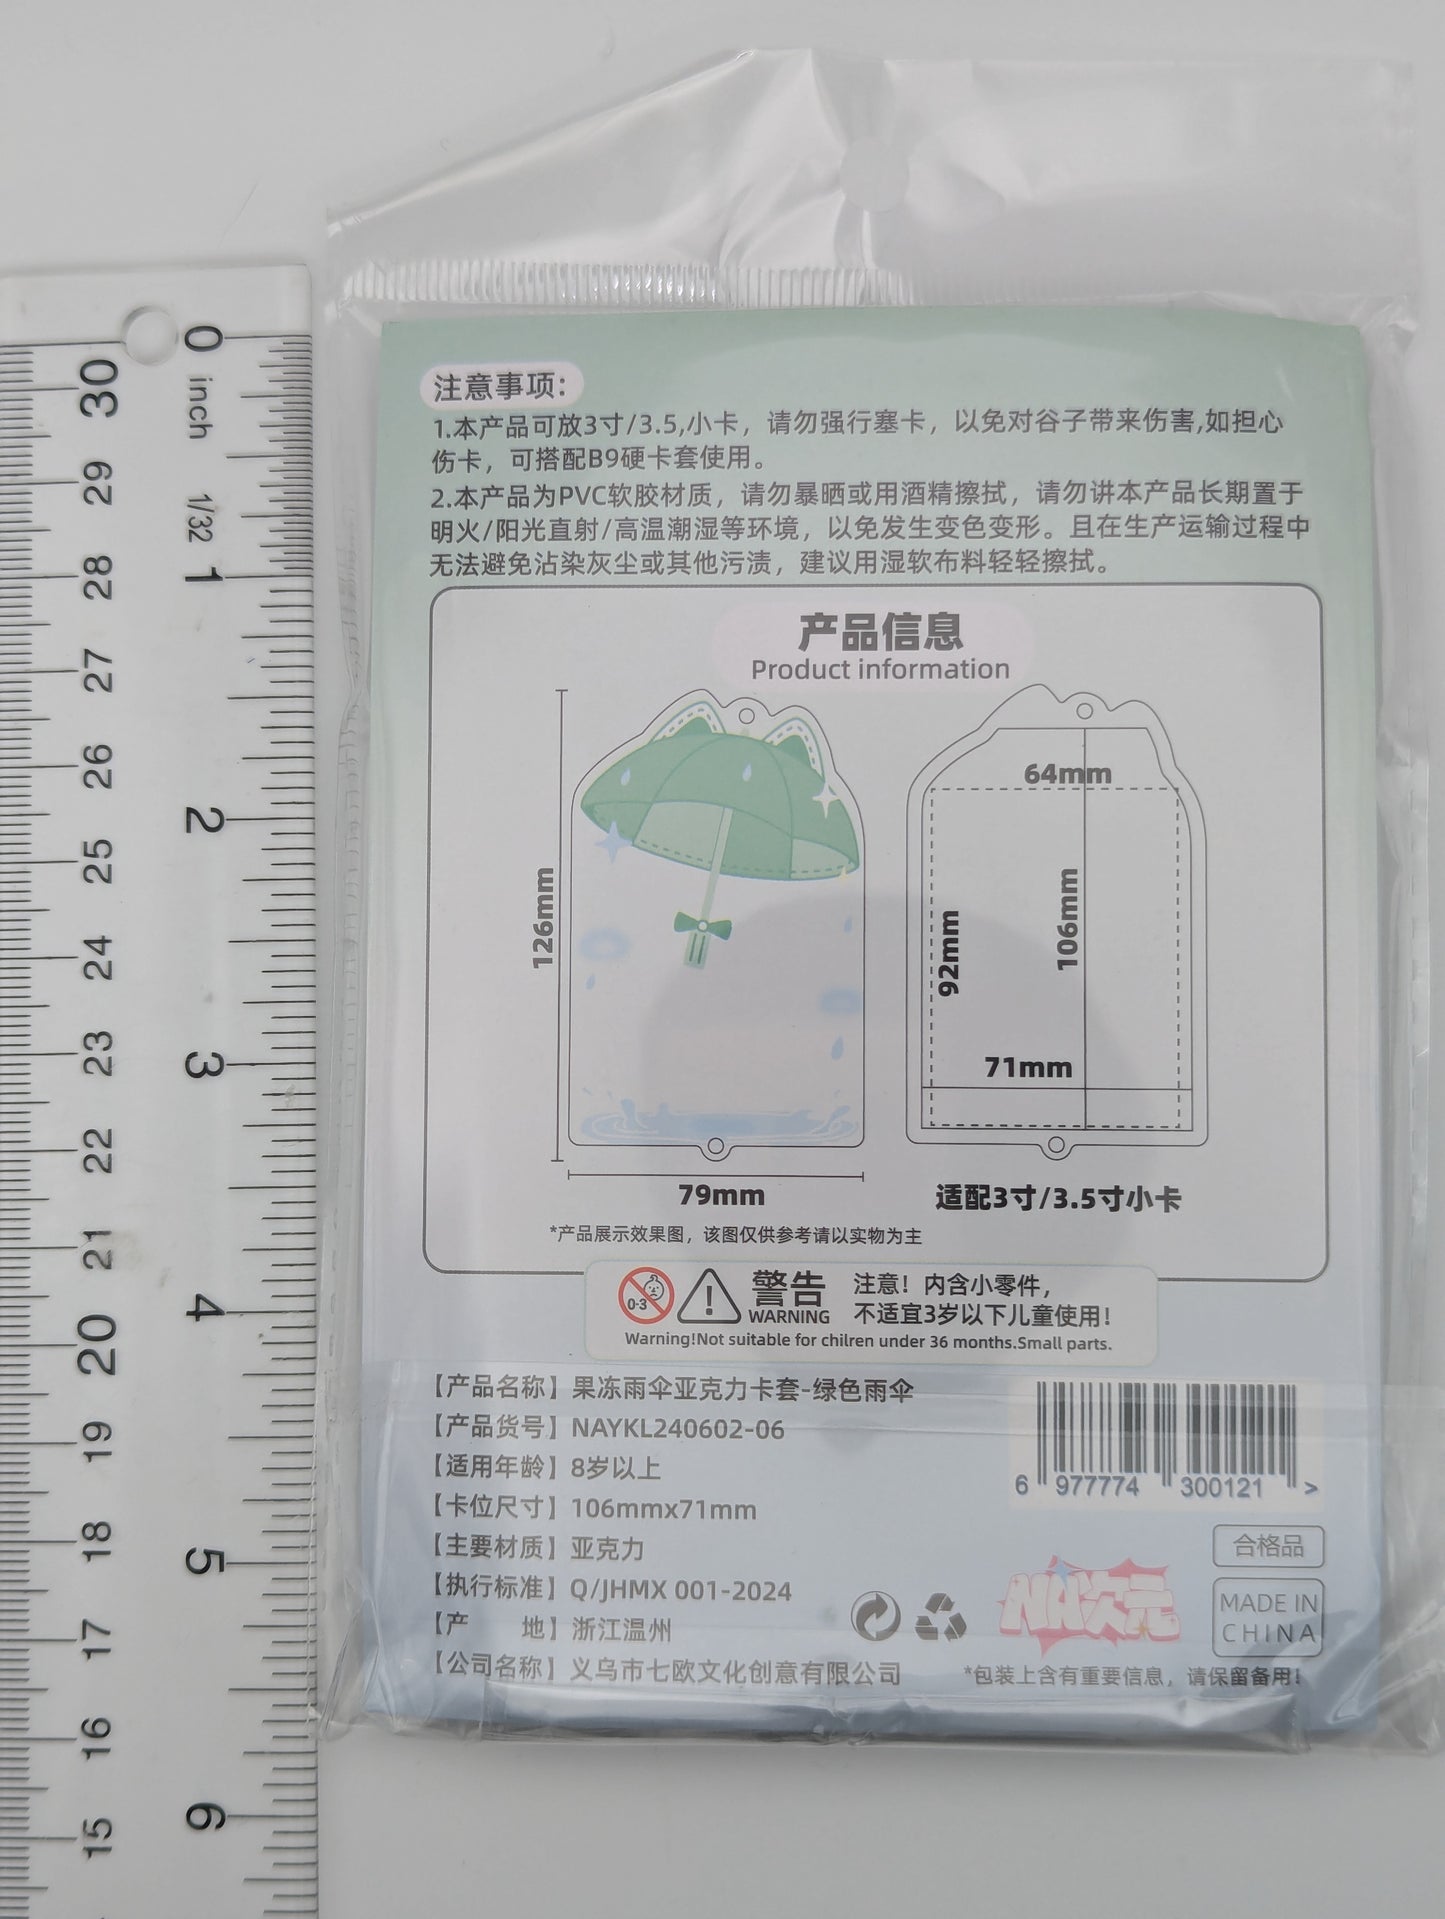 0
inch
1/32
1
2
3
4
5
6
30
29
28
27
26
25
24
23
22
21
20
19
18
17
16
15
注意事项：
1.本产品可放3寸/3.5,小卡，请勿强行塞卡，以免对谷子带来伤害,如担心
伤卡，可搭配B9硬卡套使用。
2.本产品为PVC软胶材质，请勿暴晒或用酒精擦拭，请勿讲本产品长期置于
明火/阳光直射/高温潮湿等环境，以免发生变色变形。且在生产运输过程中
无法避免沾染灰尘或其他污渍，建议用湿软布料轻轻擦拭。
产品信息
Product information
126mm
79mm
64mm
92mm
106mm
71mm
适配3寸/3.5寸小卡
*产品展示效果图，该图仅供参考请以实物为主
0-3
警告
WARNING
注意！内含小零件，
不适宜3岁以下儿童使用！
Warning!Not suitable for chilren under 36 months.Small parts.
【产品名称】果冻雨伞亚克力卡套-绿色雨伞
【产品货号】NAYKL240602-06
【适用年龄】8岁以上
【卡位尺寸】106mmx71mm
【主要材质】亚克力
【执行标准】Q/JHMX 001-2024
【产　　地】浙江温州
【公司名称】义乌市七欧文化创意有限公司
6 977774 300121 >
合格品
MADE IN
CHINA
NA次元
*包装上含有重要信息，请保留备用！